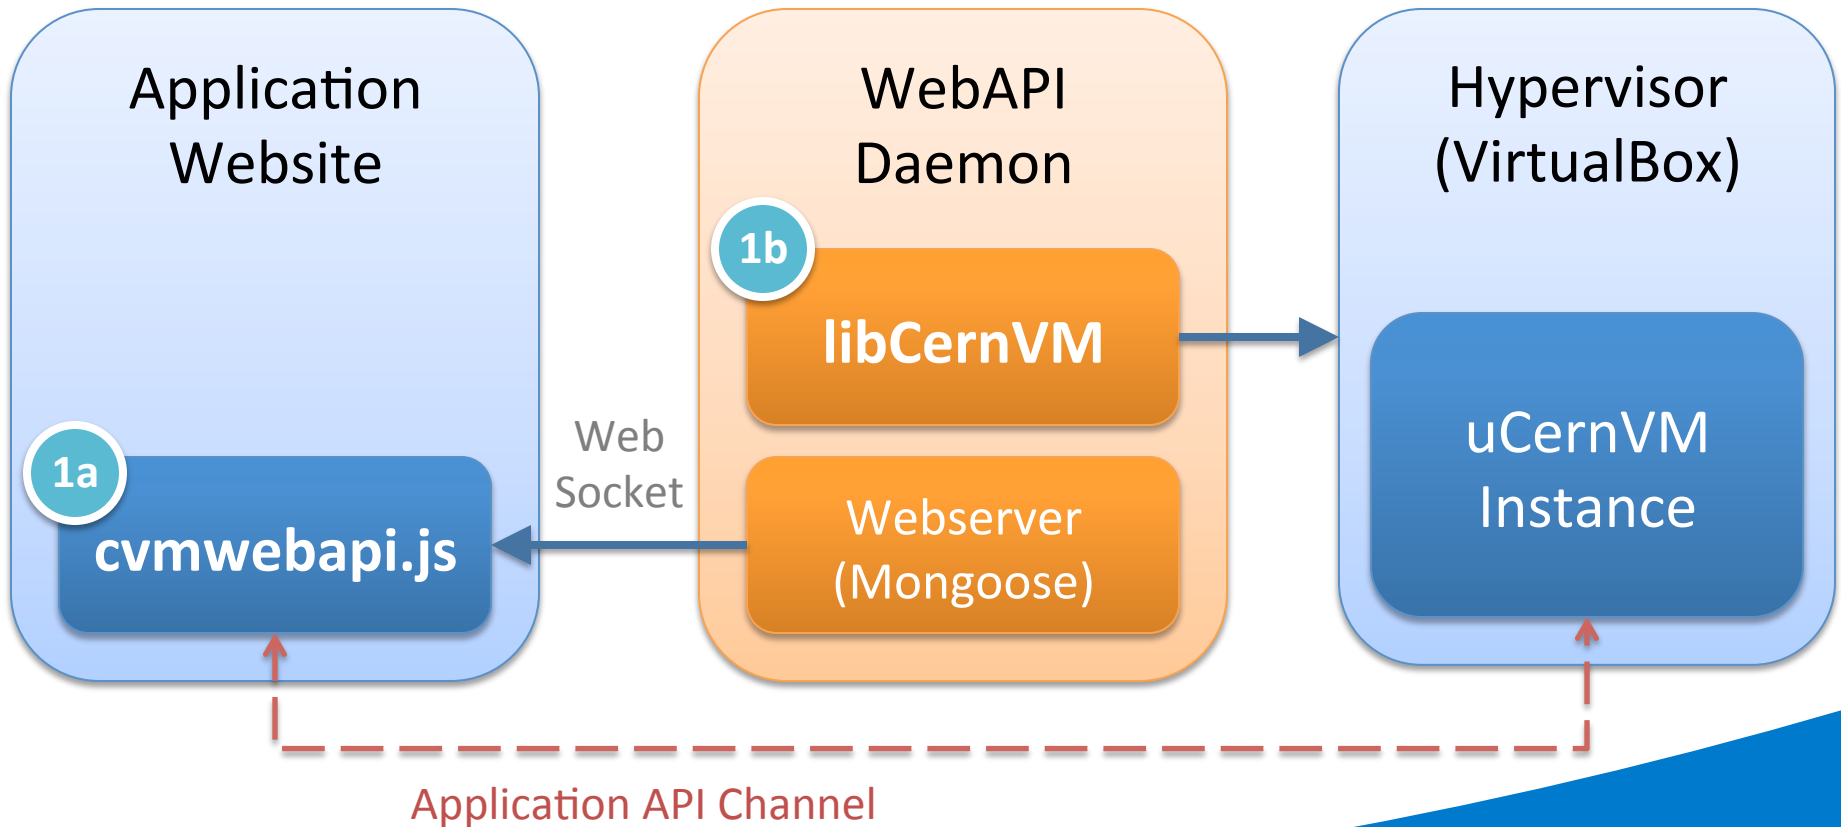 Application
Website
1a
cvmwebapi.js
Web
Socket
WebAPI
Daemon
1b
libCernVM
Webserver
(Mongoose)
Hypervisor
(VirtualBox)
uCernVM
Instance
Application API Channel